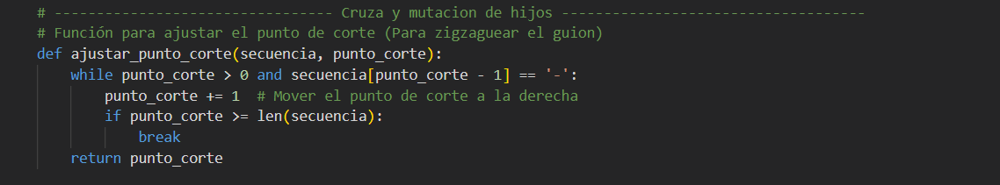 # --------------------------------- Cruza y mutacion de hijos ------------------------------------
# Función para ajustar el punto de corte (Para zigzaguear el guion)
def ajustar_punto_corte(secuencia, punto_corte):
    while punto_corte > 0 and secuencia[punto_corte - 1] == '-':
        punto_corte += 1  # Mover el punto de corte a la derecha
        if punto_corte >= len(secuencia):
            break
    return punto_corte